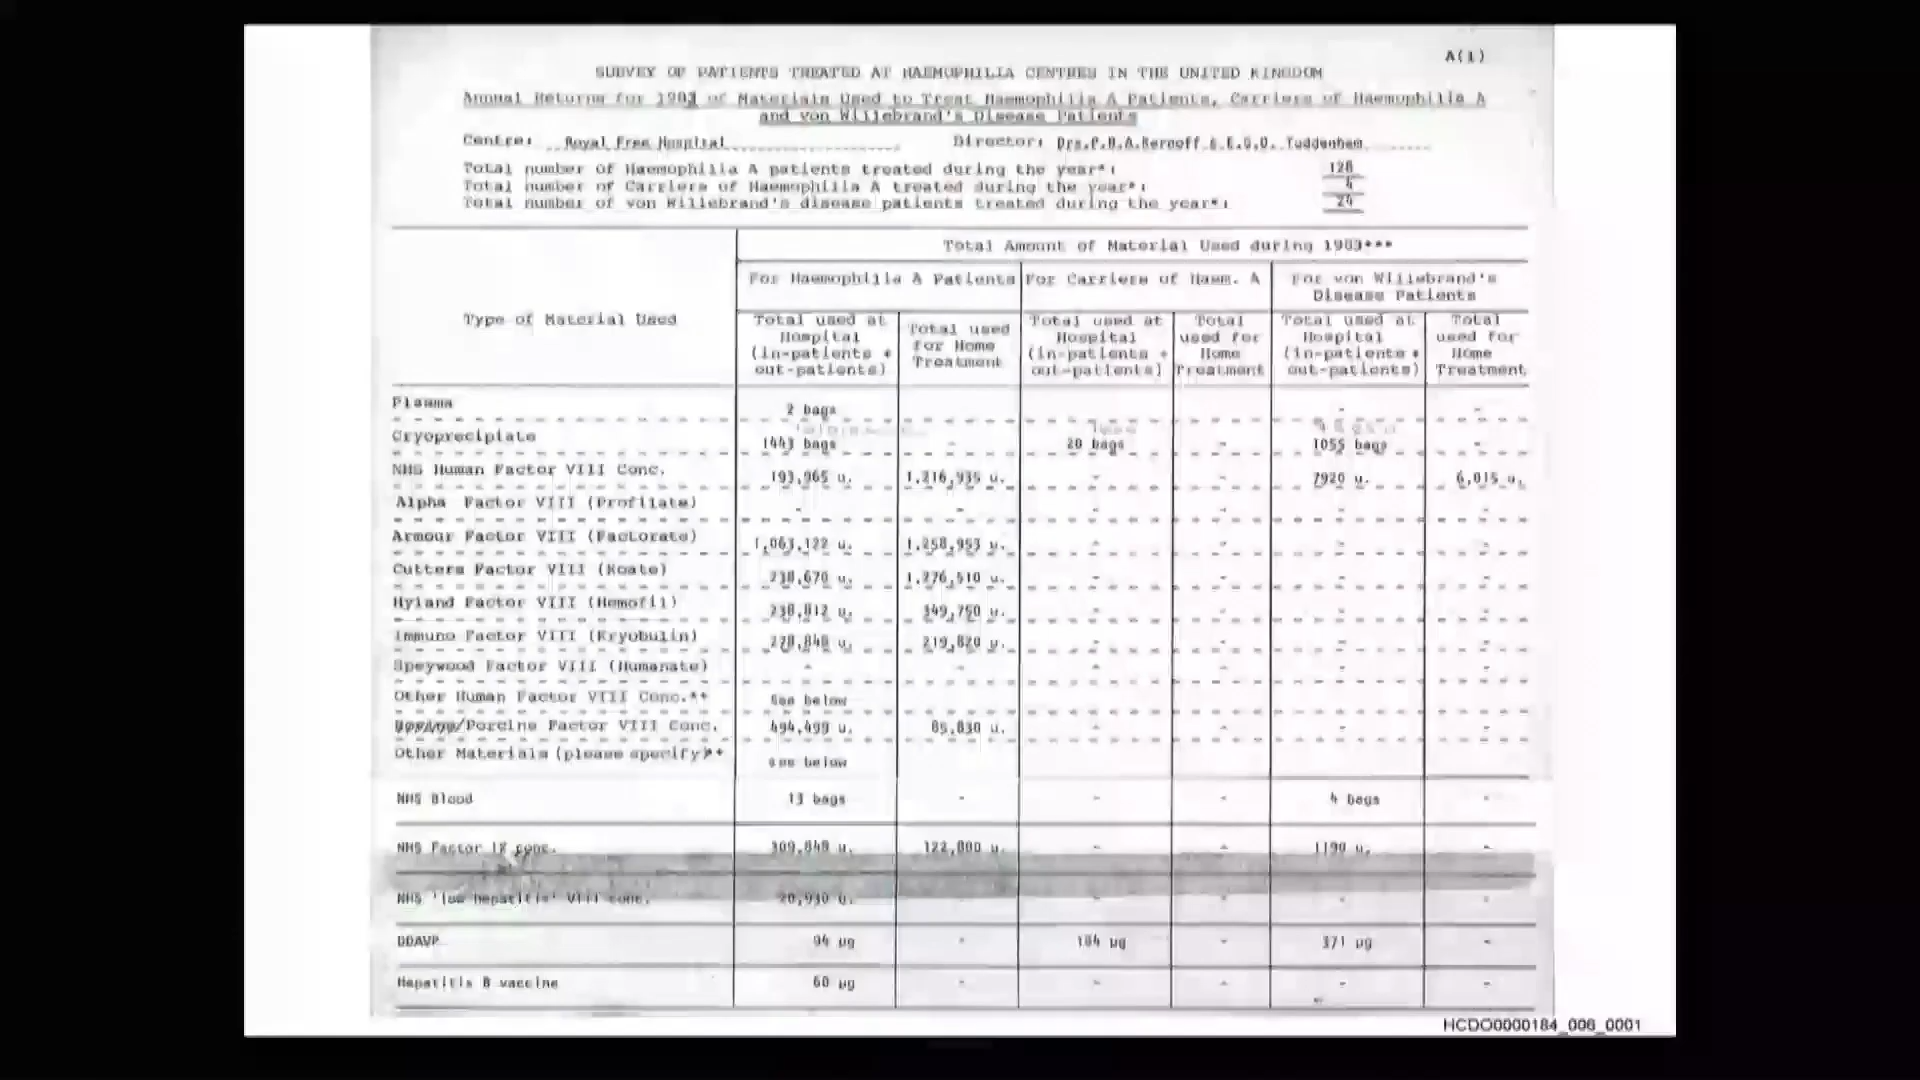 A(1)
SURVEY OF PATIENTS TREATED AT HAEMOPHILIA CENTRES IN THE UNITED KINGDOM
Annual Returns for 1983 of Materials Used to Treat Haemophilia A Patients, Carriers of Haemophilia A
and von Willebrand's Disease Patients
Centre: Royal Free Hospital Director: Drs.P.B.A.Kernoff & E.G.D. Tuddenham
Total number of Haemophilia A patients treated during the year*: 128
Total number of Carriers of Haemophilia A treated during the year*: 4
Total number of von Willebrand's disease patients treated during the year*: 24
Total Amount of Material Used during 1983***
For Haemophilia A Patients For Carriers of Haem. A For von Willebrand's
Disease Patients
Type of Material Used
Total used at Hospital (in-patients + out-patients)
Total used for Home Treatment
Total used at Hospital (in-patients + out-patients)
Total used for Home Treatment
Total used at Hospital (in-patients + out-patients)
Total used for Home Treatment
Plasma 2 bags - -
Cryoprecipitate 1443 bags - 20 bags - 1055 bags -
NHS Human Factor VIII Conc. 193,965 u. 1,216,935 u. - - 7920 u. 6,015 u.
Alpha Factor VIII (Profilate) - - - - - -
Armour Factor VIII (Factorate) 1,063,122 u. 1,258,953 u. - - - -
Cutters Factor VIII (Koate) 238,670 u. 1,276,510 u. - - - -
Hyland Factor VIII (Hemofil) 238,812 u. 349,750 u. - - - -
Immuno Factor VIII (Kryobulin) 228,848 u. 219,820 u. - - - -
Speywood Factor VIII (Humanate) - - - - - -
Other Human Factor VIII Conc.** see below
/Porcine Factor VIII Conc. 494,499 u. 85,830 u. - - - -
Other Materials (please specify)** see below
NHS Blood 13 bags - - - 4 bags -
NHS Factor IX conc. 309,848 u. 122,800 u. - - 1190 u. -
NHS 'low hepatitis' VIII conc. 20,930 u. - - - - -
DDAVP 94 µg - 184 µg - 371 µg -
Hepatitis B vaccine 60 µg - - - - -
HCDO0000184_006_0001